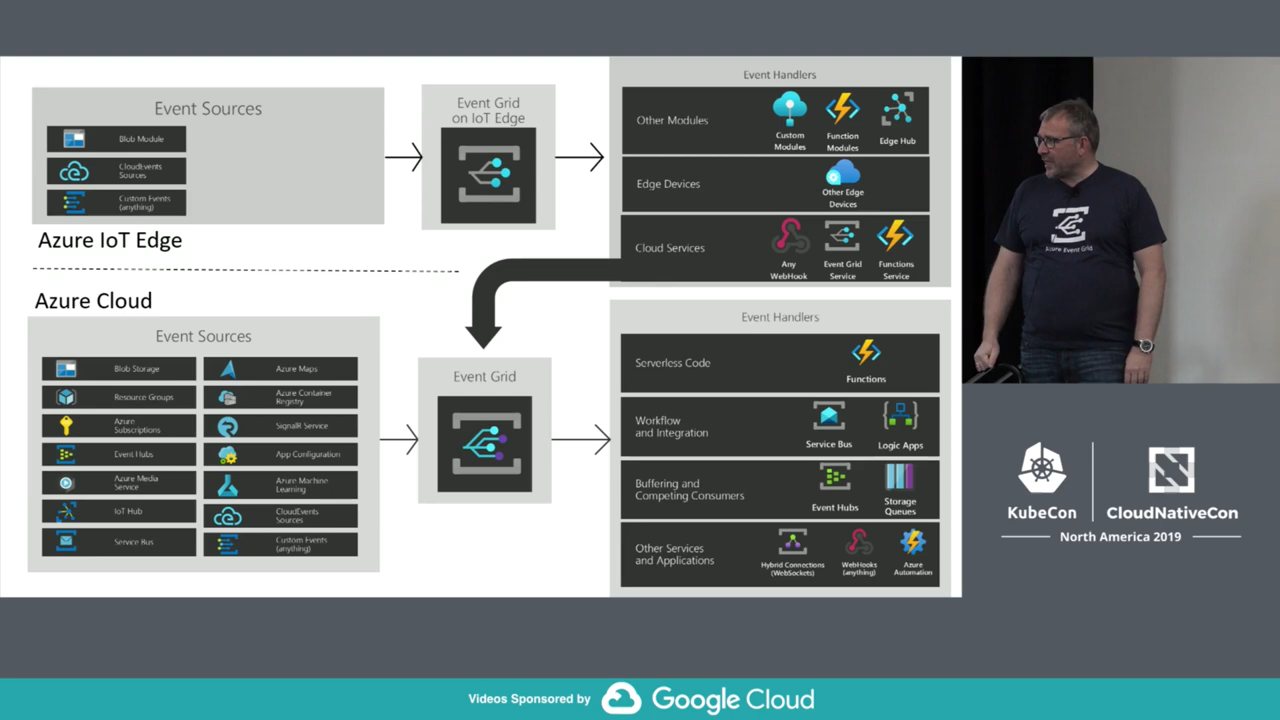 Event Sources
Blob Module
CloudEvents
Sources
Custom Events
(anything)
Azure IoT Edge
Event Grid
on IoT Edge
Event Handlers
Other Modules
Custom
Modules
Function
Modules
Edge Hub
Edge Devices
Other Edge
Devices
Cloud Services
Any
WebHook
Event Grid
Service
Functions
Service
Azure Cloud
Event Sources
Blob Storage
Resource Groups
Azure
Subscriptions
Event Hubs
Azure Media
Service
IoT Hub
Service Bus
Azure Maps
Azure Container
Registry
SignalR Service
App Configuration
Azure Machine
Learning
CloudEvents
Sources
Custom Events
(anything)
Event Grid
Event Handlers
Serverless Code
Functions
Workflow
and Integration
Service Bus
Logic Apps
Buffering and
Competing Consumers
Event Hubs
Storage
Queues
Other Services
and Applications
Hybrid Connections
(WebSockets)
WebHooks
(anything)
Azure
Automation
Azure Event Grid
KubeCon
CloudNativeCon
North America 2019
Videos Sponsored by
Google Cloud